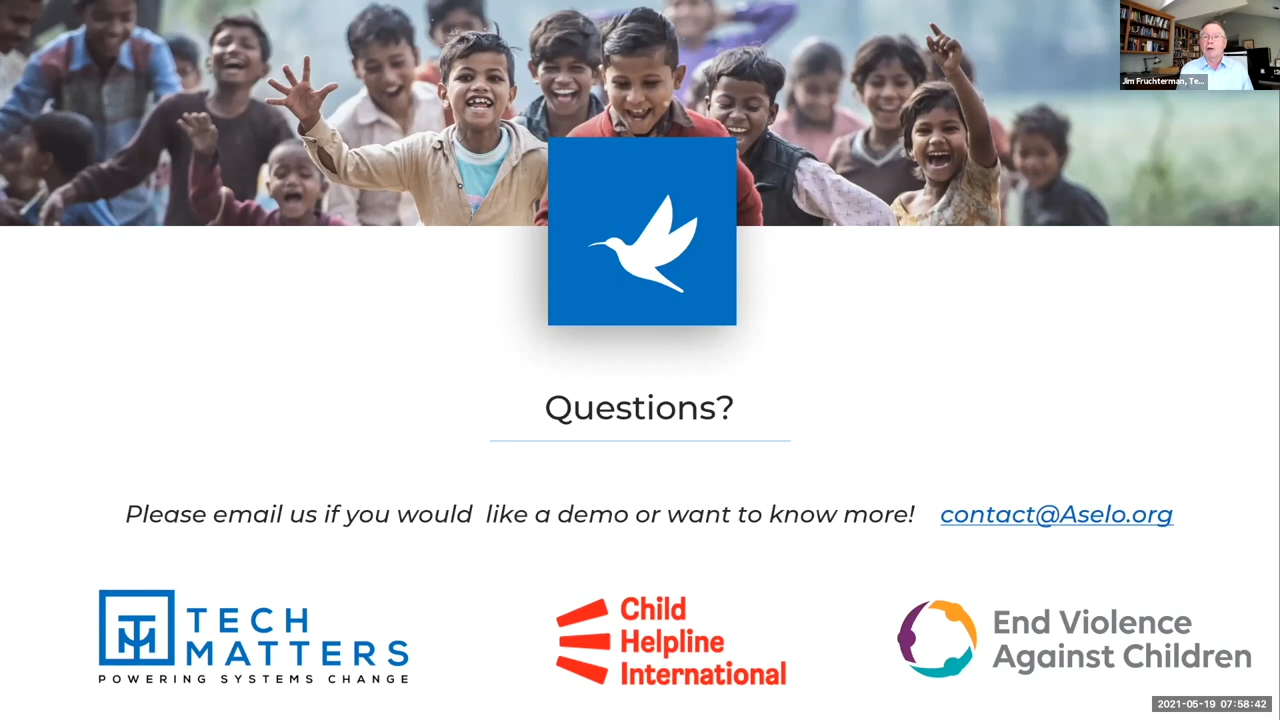 Jim Fruchterman, Te...
Questions?
Please email us if you would like a demo or want to know more! contact@Aselo.org
TECH
MATTERS
POWERING SYSTEMS CHANGE
Child
Helpline
International
End Violence
Against Children
2021-05-19 07:58:42